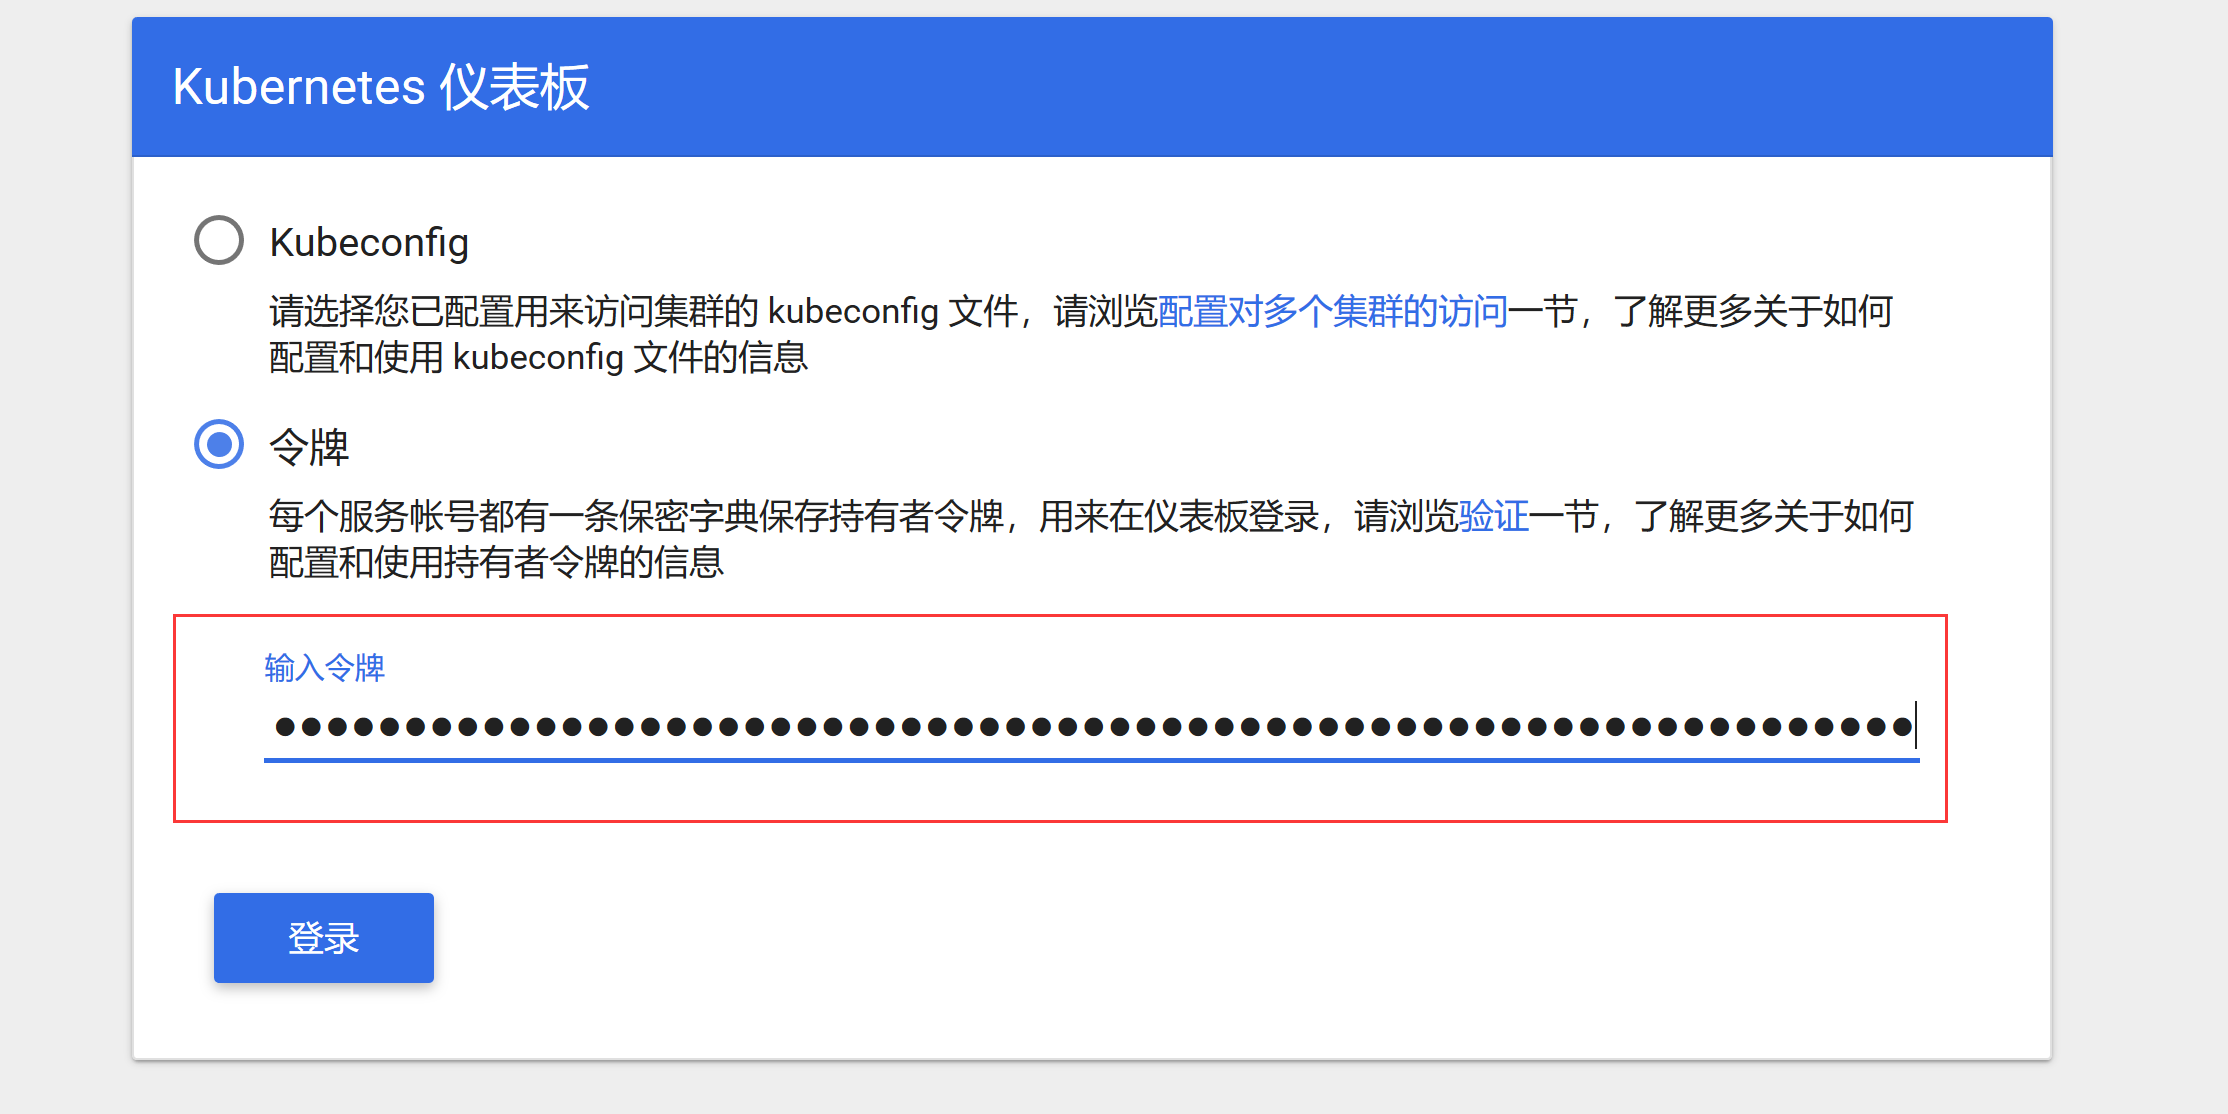 Kubernetes 仪表板
Kubeconfig
请选择您已配置用来访问集群的 kubeconfig 文件，请浏览配置对多个集群的访问一节，了解更多关于如何
配置和使用 kubeconfig 文件的信息
令牌
每个服务帐号都有一条保密字典保存持有者令牌，用来在仪表板登录，请浏览验证一节，了解更多关于如何
配置和使用持有者令牌的信息
输入令牌
登录